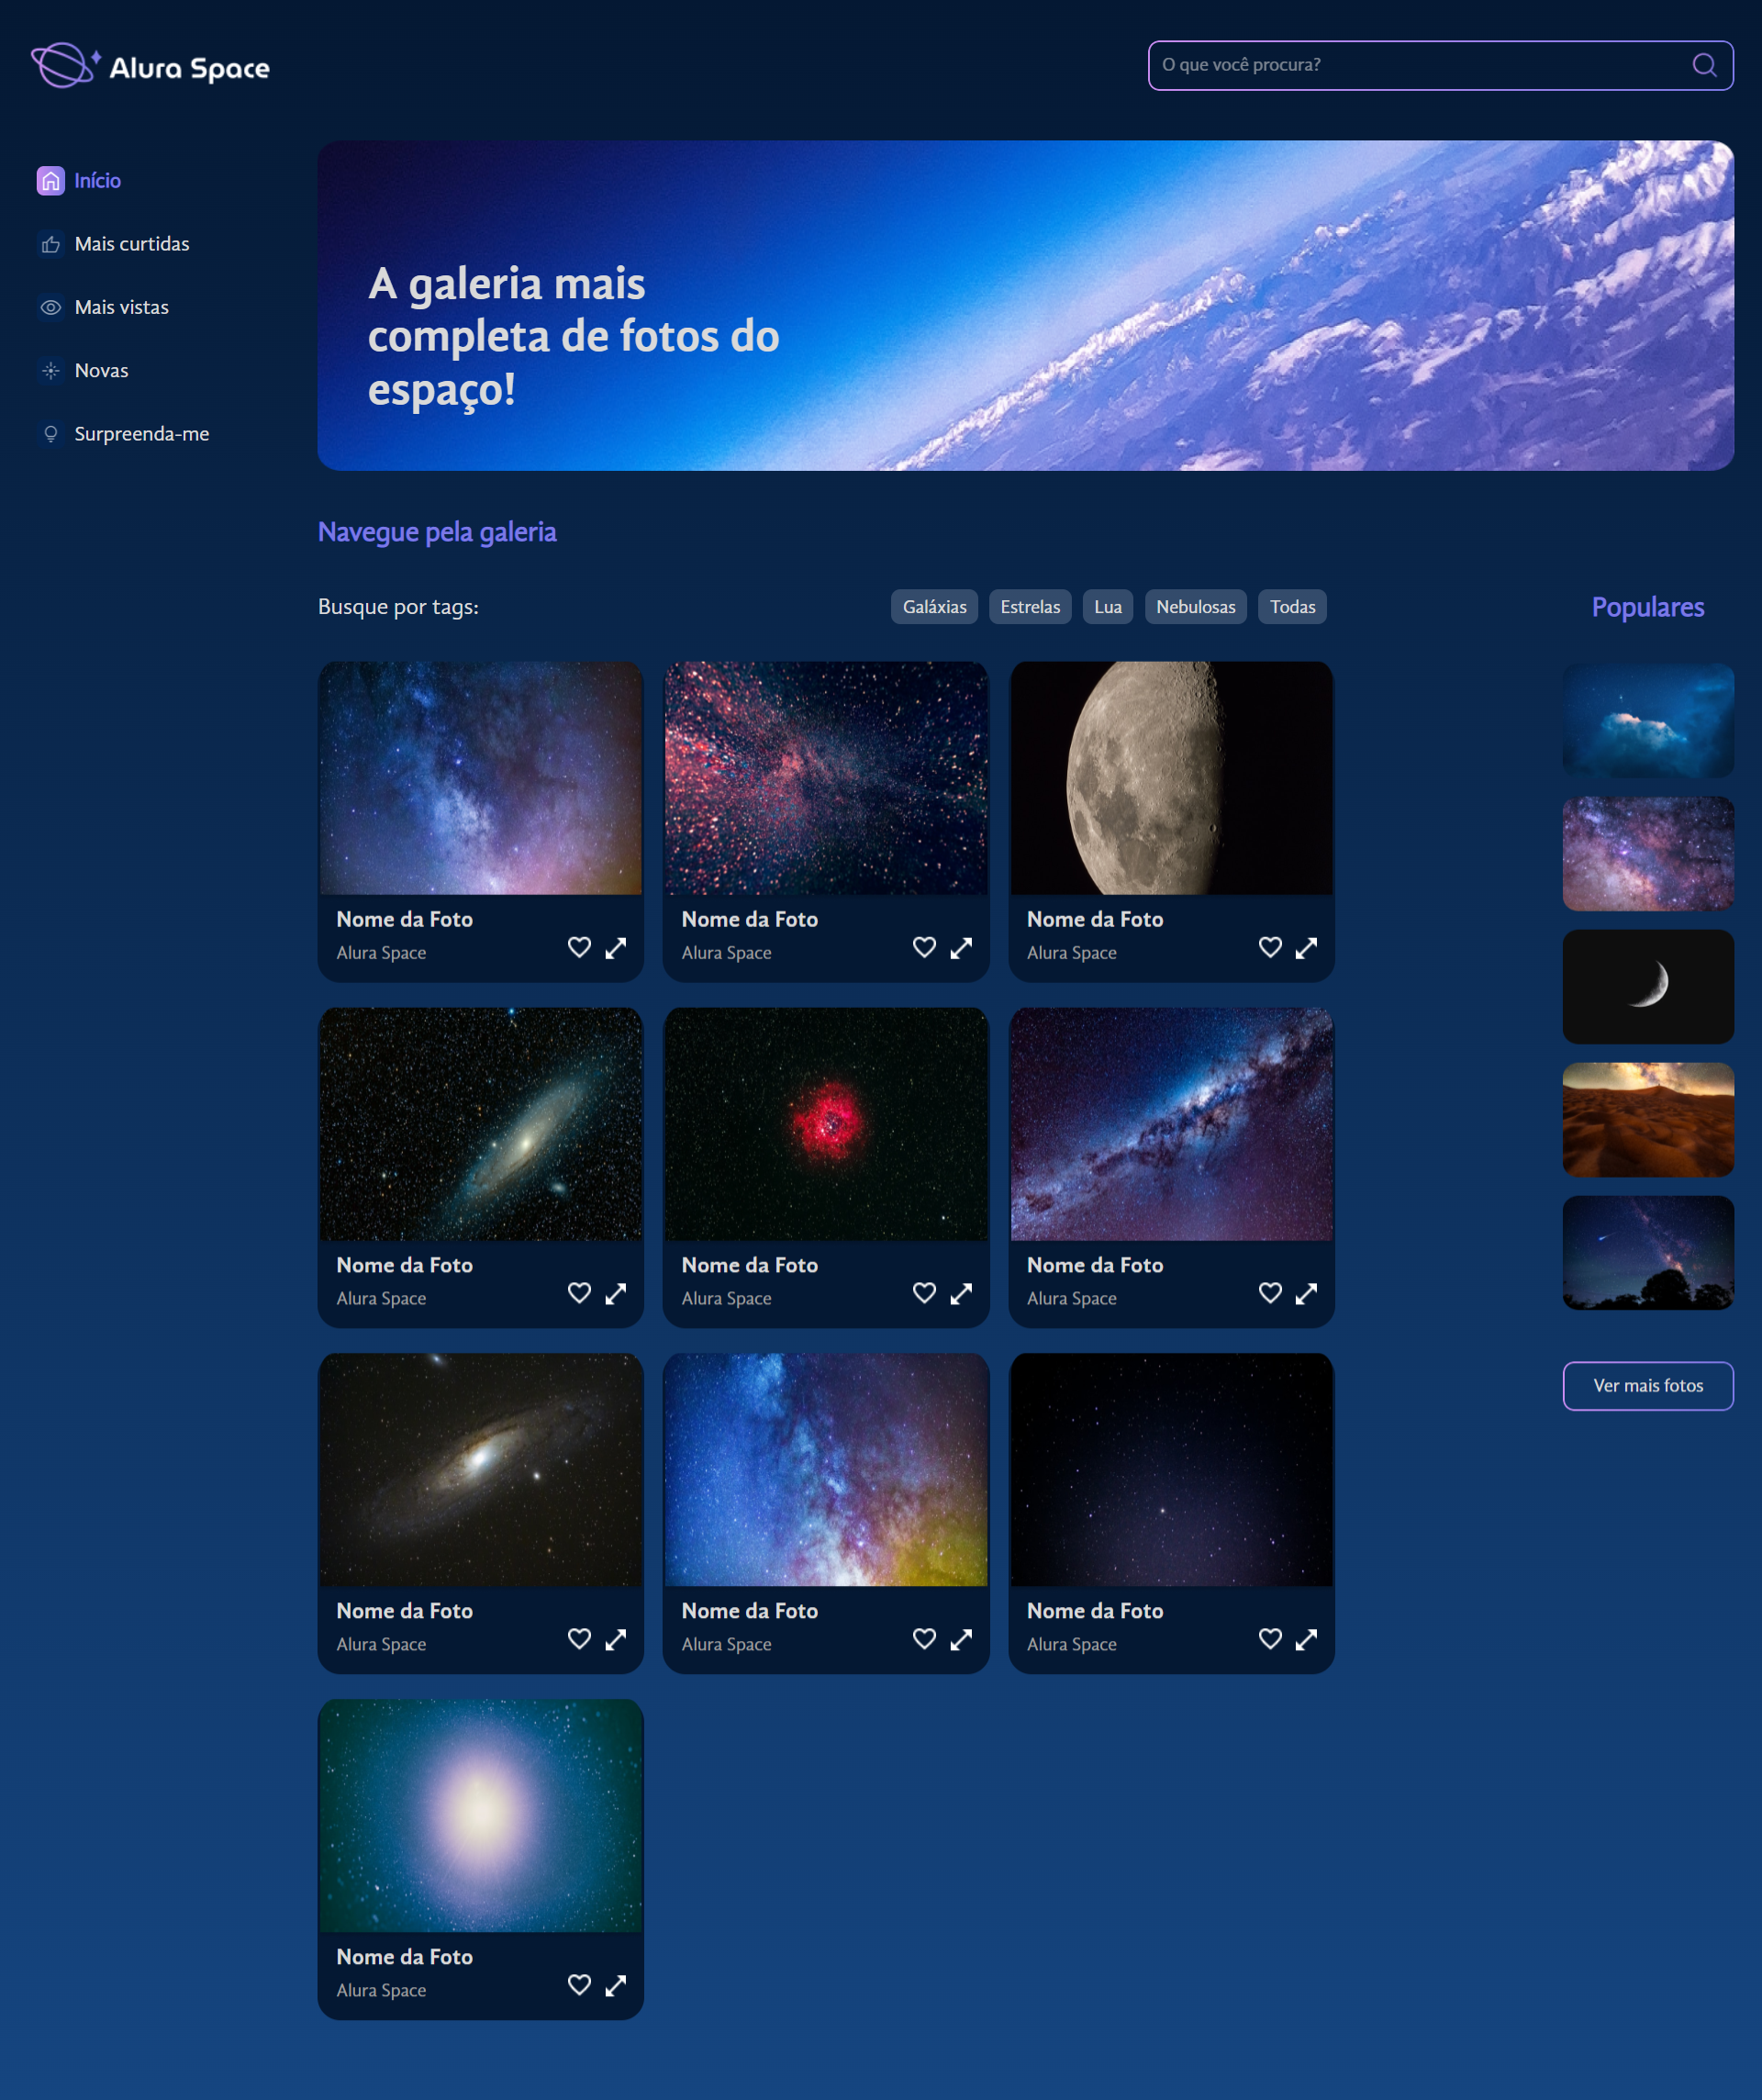 Alura Space
O que você procura?
Início
Mais curtidas
Mais vistas
Novas
Surpreenda-me
A galeria mais
completa de fotos do
espaço!
Navegue pela galeria
Busque por tags:
Galáxias
Estrelas
Lua
Nebulosas
Todas
Nome da Foto
Alura Space
Nome da Foto
Alura Space
Nome da Foto
Alura Space
Nome da Foto
Alura Space
Nome da Foto
Alura Space
Nome da Foto
Alura Space
Nome da Foto
Alura Space
Nome da Foto
Alura Space
Nome da Foto
Alura Space
Nome da Foto
Alura Space
Populares
Ver mais fotos